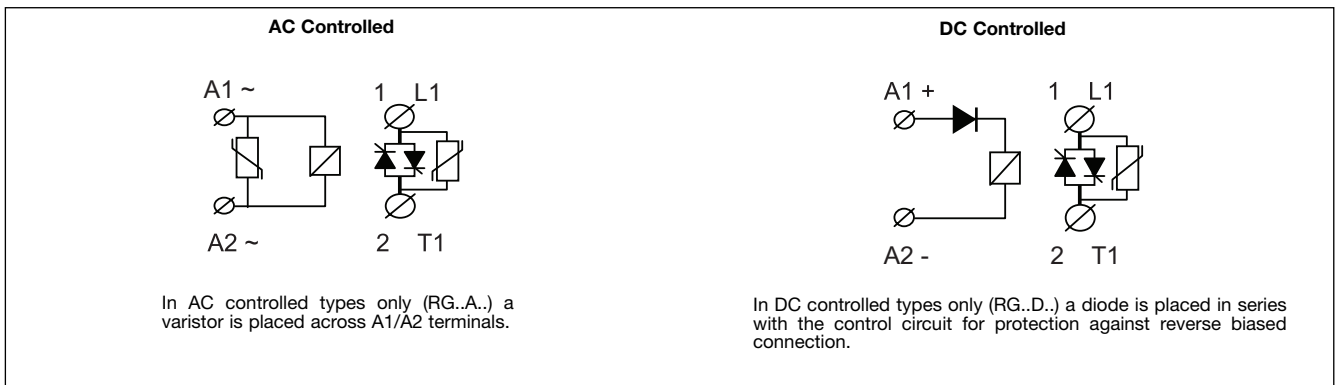 AC Controlled
A1 ~
1 L1
A2 ~
2 T1
In AC controlled types only (RG..A..) a
varistor is placed across A1/A2 terminals.
DC Controlled
A1 +
1 L1
A2 -
2 T1
In DC controlled types only (RG..D..) a diode is placed in series
with the control circuit for protection against reverse biased
connection.